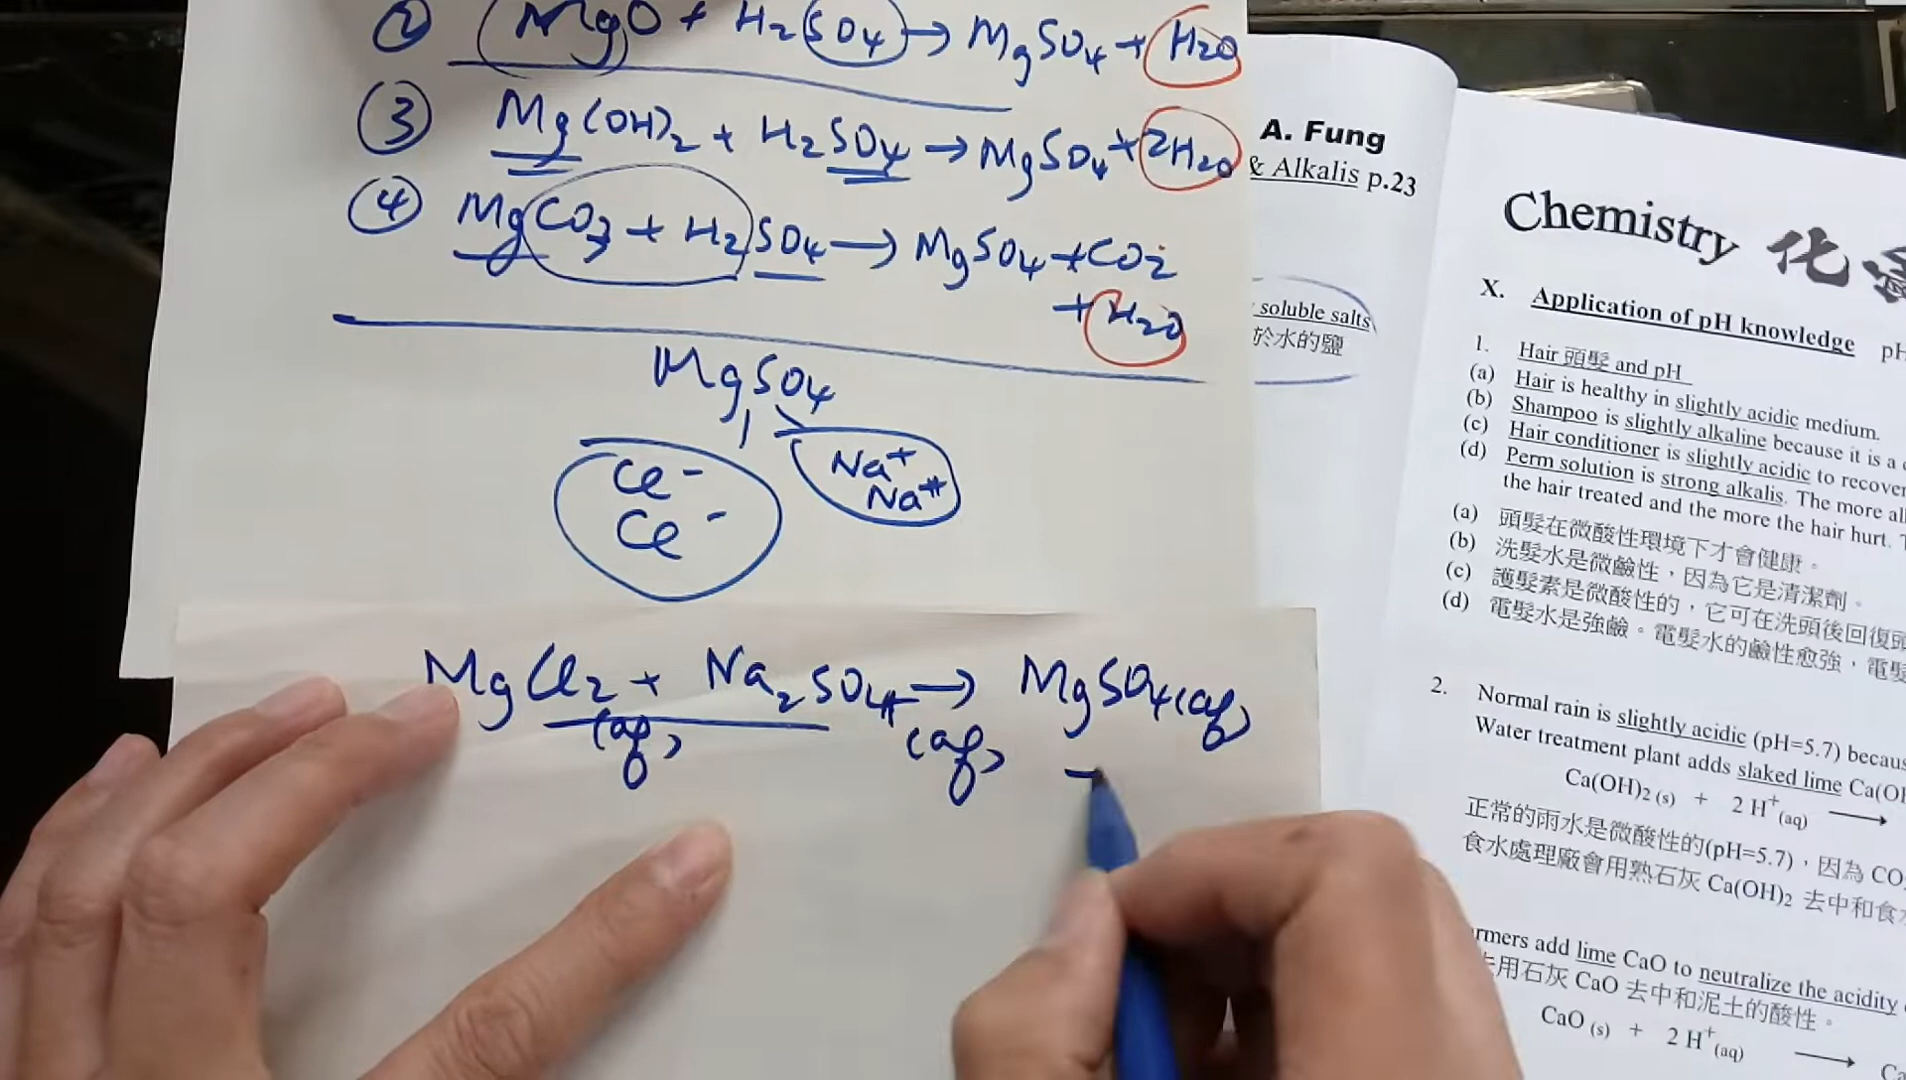 ② MgO + H₂SO₄ → MgSO₄ + H₂O
③ Mg(OH)₂ + H₂SO₄ → MgSO₄ + 2H₂O
④ MgCO₃ + H₂SO₄ → MgSO₄ + CO₂
+ H₂O
MgSO₄
Cl⁻
Cl⁻
Na⁺
Na⁺
MgCl₂ + Na₂SO₄ → MgSO₄(aq)
(aq) (aq)
A. Fung
& Alkalis p.23
soluble salts
於水的鹽
Chemistry 化
X. Application of pH knowledge pH
1. Hair 頭髮 and pH
(a) Hair is healthy in slightly acidic medium.
(b) Shampoo is slightly alkaline because it is a
(c) Hair conditioner is slightly acidic to recover
(d) Perm solution is strong alkalis. The more al
the hair treated and the more the hair hurt.
(a) 頭髮在微酸性環境下才會健康。
(b) 洗髮水是微鹼性，因為它是清潔劑。
(c) 護髮素是微酸性的，它可在洗頭後回復頭
(d) 電髮水是強鹼。電髮水的鹼性愈強，電髮
2. Normal rain is slightly acidic (pH=5.7) becaus
Water treatment plant adds slaked lime Ca(OH
Ca(OH)₂ (s) + 2 H⁺(aq) →
正常的雨水是微酸性的(pH=5.7)，因為 CO
食水處理廠會用熟石灰 Ca(OH)₂ 去中和食水
rmers add lime CaO to neutralize the acidity
用石灰 CaO 去中和泥土的酸性。
CaO (s) + 2 H⁺(aq) → Ca